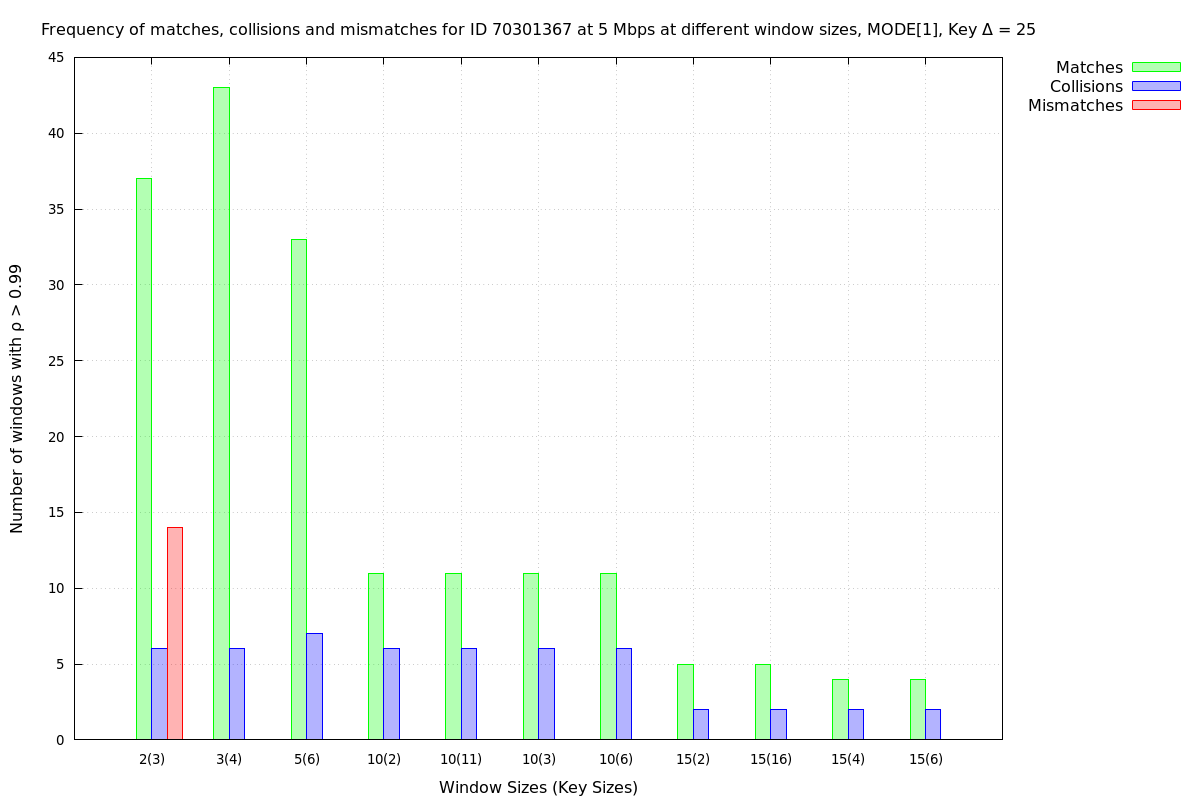 Frequency of matches, collisions and mismatches for ID 70301367 at 5 Mbps at different window sizes, MODE[1], Key Δ = 25
Matches
Collisions
Mismatches
Number of windows with ρ > 0.99
45
40
35
30
25
20
15
10
5
0
2(3) 3(4) 5(6) 10(2) 10(11) 10(3) 10(6) 15(2) 15(16) 15(4) 15(6)
Window Sizes (Key Sizes)